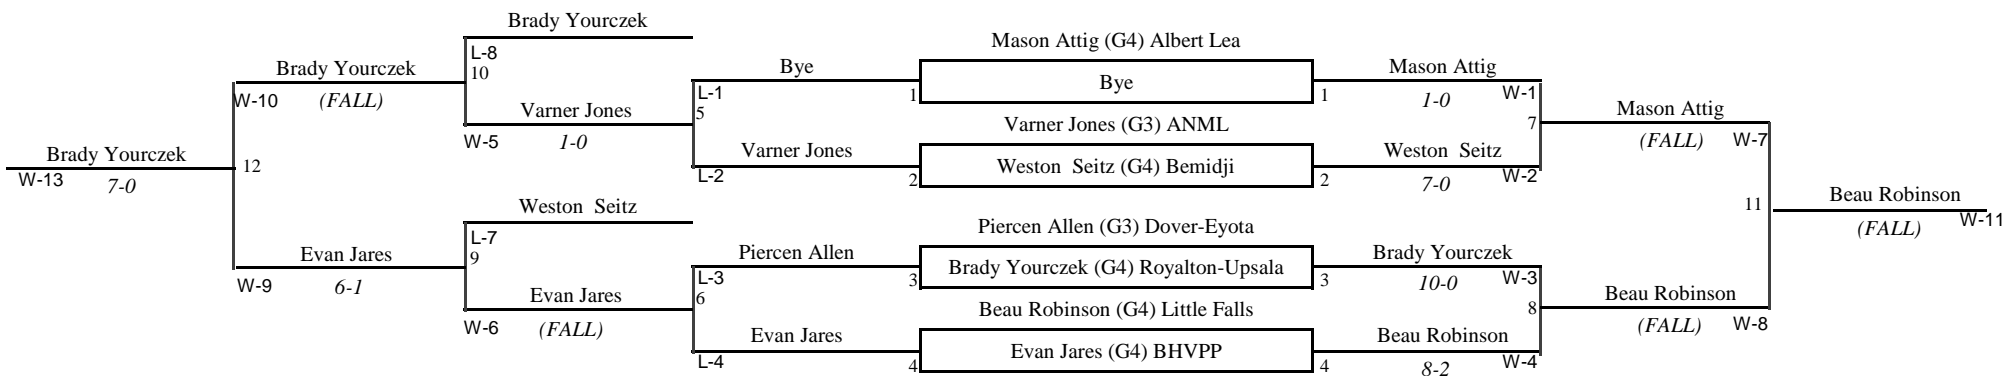 Brady Yourczek
L-8
10
Mason Attig (G4) Albert Lea
Brady Yourczek
Bye
Bye
Mason Attig
W-10
(FALL)
L-1
1
1
1-0
W-1
Varner Jones
5
Varner Jones (G3) ANML
7
Mason Attig
W-5
1-0
(FALL)
W-7
Brady Yourczek
12
Varner Jones
Weston Seitz (G4) Bemidji
Weston Seitz
W-13
7-0
L-2
2
2
7-0
W-2
Weston Seitz
11
Beau Robinson
L-7
9
Piercen Allen (G3) Dover-Eyota
(FALL)
W-11
Evan Jares
Piercen Allen
Brady Yourczek (G4) Royalton-Upsala
Brady Yourczek
W-9
6-1
L-3
3
3
10-0
W-3
Evan Jares
6
Beau Robinson (G4) Little Falls
8
Beau Robinson
W-6
(FALL)
(FALL)
W-8
Evan Jares
Evan Jares (G4) BHVPP
Beau Robinson
L-4
4
4
8-2
W-4